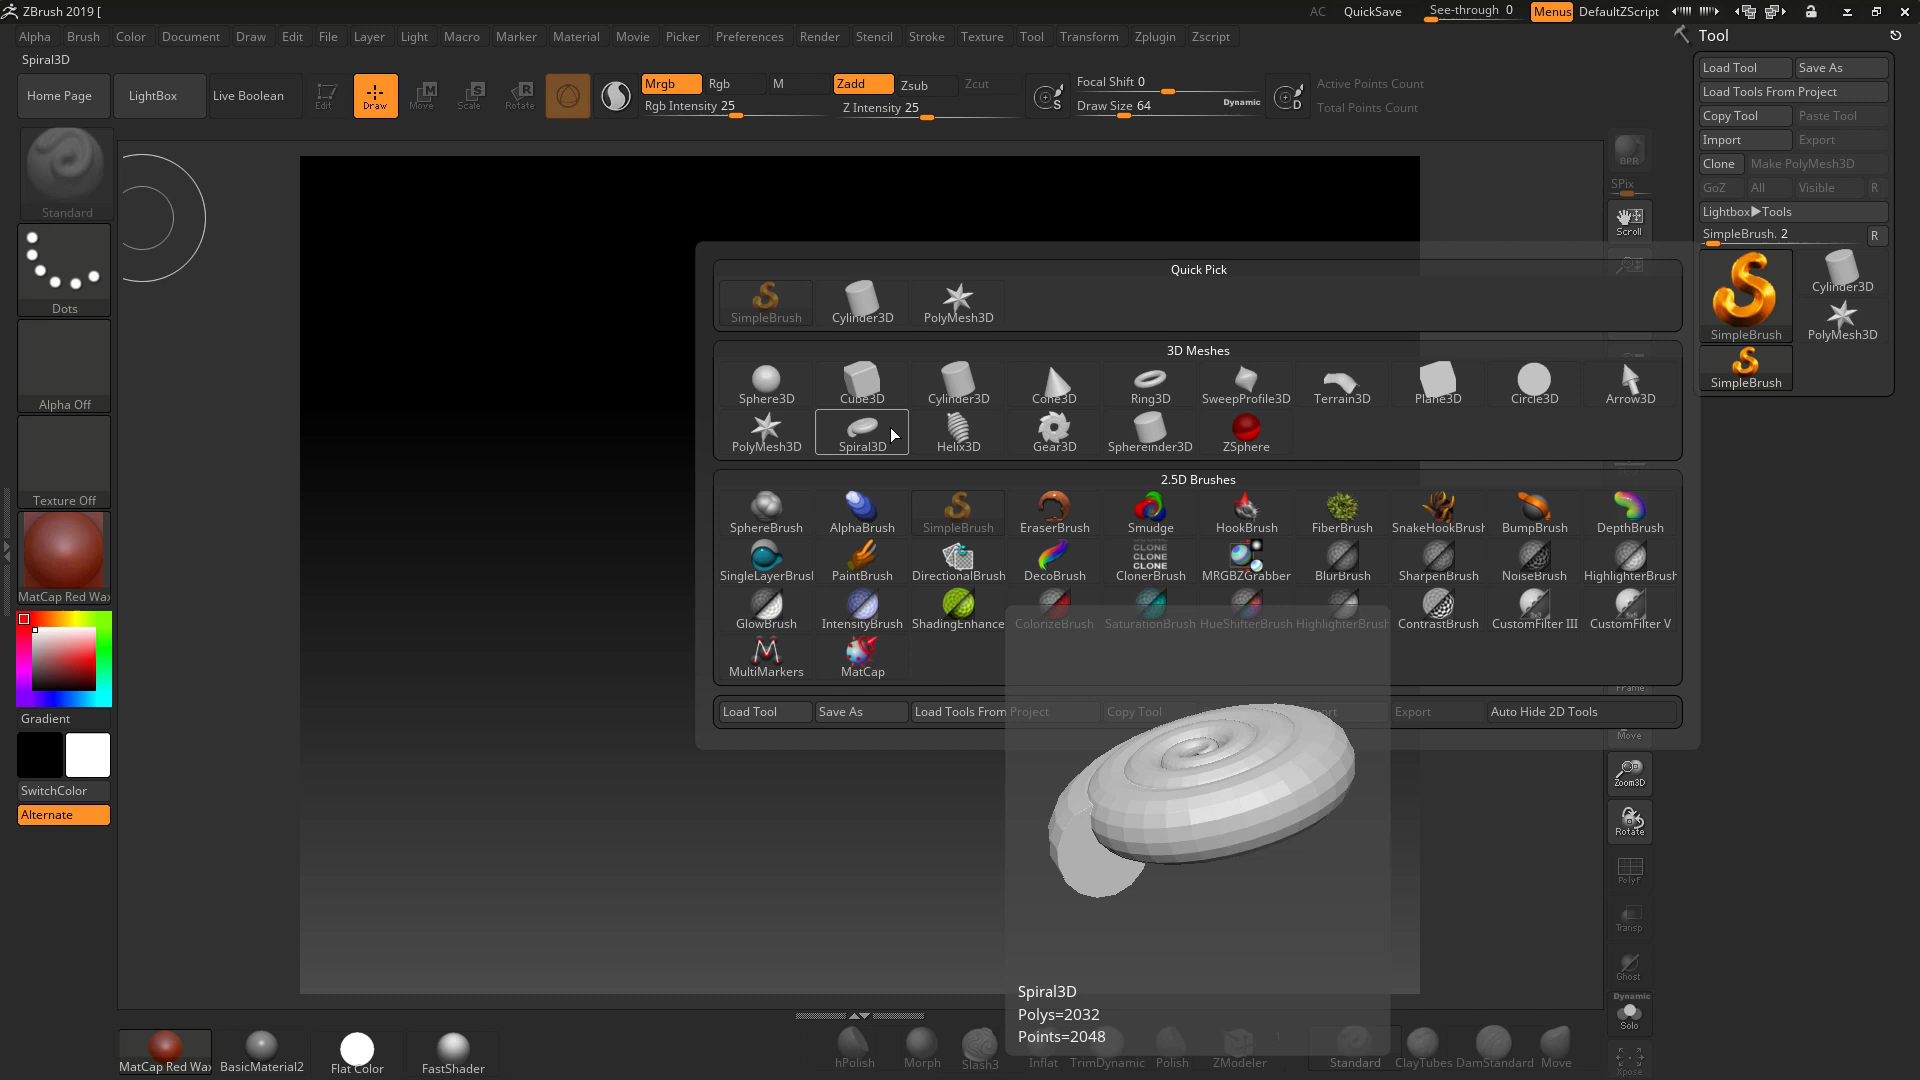 ZBrush 2019 [
AC QuickSave See-through 0 Menus DefaultZScript
Alpha Brush Color Document Draw Edit File Layer Light Macro Marker Material Movie Picker Preferences Render Stencil Stroke Texture Tool Transform Zplugin Zscript
Tool
Spiral3D
Home Page LightBox Live Boolean Edit Draw Move Scale Rotate
Mrgb Rgb M Zadd Zsub Zcut
Rgb Intensity 25 Z Intensity 25
S
Focal Shift 0
Draw Size 64 Dynamic
D
Active Points Count
Total Points Count
Load Tool Save As
Load Tools From Project
Copy Tool Paste Tool
Import Export
Clone Make PolyMesh3D
GoZ All Visible R
Lightbox▶Tools
SimpleBrush. 2 R
SimpleBrush Cylinder3D
PolyMesh3D
SimpleBrush
Standard
Dots
Alpha Off
Texture Off
MatCap Red Wax
Gradient
SwitchColor
Alternate
BPR
SPix
Scroll
Quick Pick
SimpleBrush Cylinder3D PolyMesh3D
3D Meshes
Sphere3D Cube3D Cylinder3D Cone3D Ring3D SweepProfile3D Terrain3D Plane3D Circle3D Arrow3D
PolyMesh3D Spiral3D Helix3D Gear3D Sphereinder3D ZSphere
2.5D Brushes
SphereBrush AlphaBrush SimpleBrush EraserBrush Smudge HookBrush FiberBrush SnakeHookBrush BumpBrush DepthBrush
CLONE
CLONE
CLONE
SingleLayerBrusl PaintBrush DirectionalBrush DecoBrush ClonerBrush MRGBZGrabber BlurBrush SharpenBrush NoiseBrush HighlighterBrush
GlowBrush IntensityBrush ShadingEnhance ColorizeBrush SaturationBrush HueShifterBrush HighlighterBrush ContrastBrush CustomFilter III CustomFilter V
MultiMarkers MatCap
Load Tool Save As Load Tools From Project Copy Tool Export Auto Hide 2D Tools
Frame
Move
Zoom3D
Rotate
PolyF
Transp
Ghost
Dynamic
Solo
Xpose
Spiral3D
Polys=2032
Points=2048
MatCap Red Wax BasicMaterial2 Flat Color FastShader
hPolish Morph Slash3 Inflat TrimDynamic Polish ZModeler Standard ClayTubes DamStandard Move